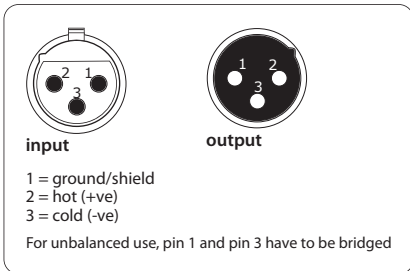 2 1
3
1 2
3
input
output
1 = ground/shield
2 = hot (+ve)
3 = cold (-ve)
For unbalanced use, pin 1 and pin 3 have to be bridged